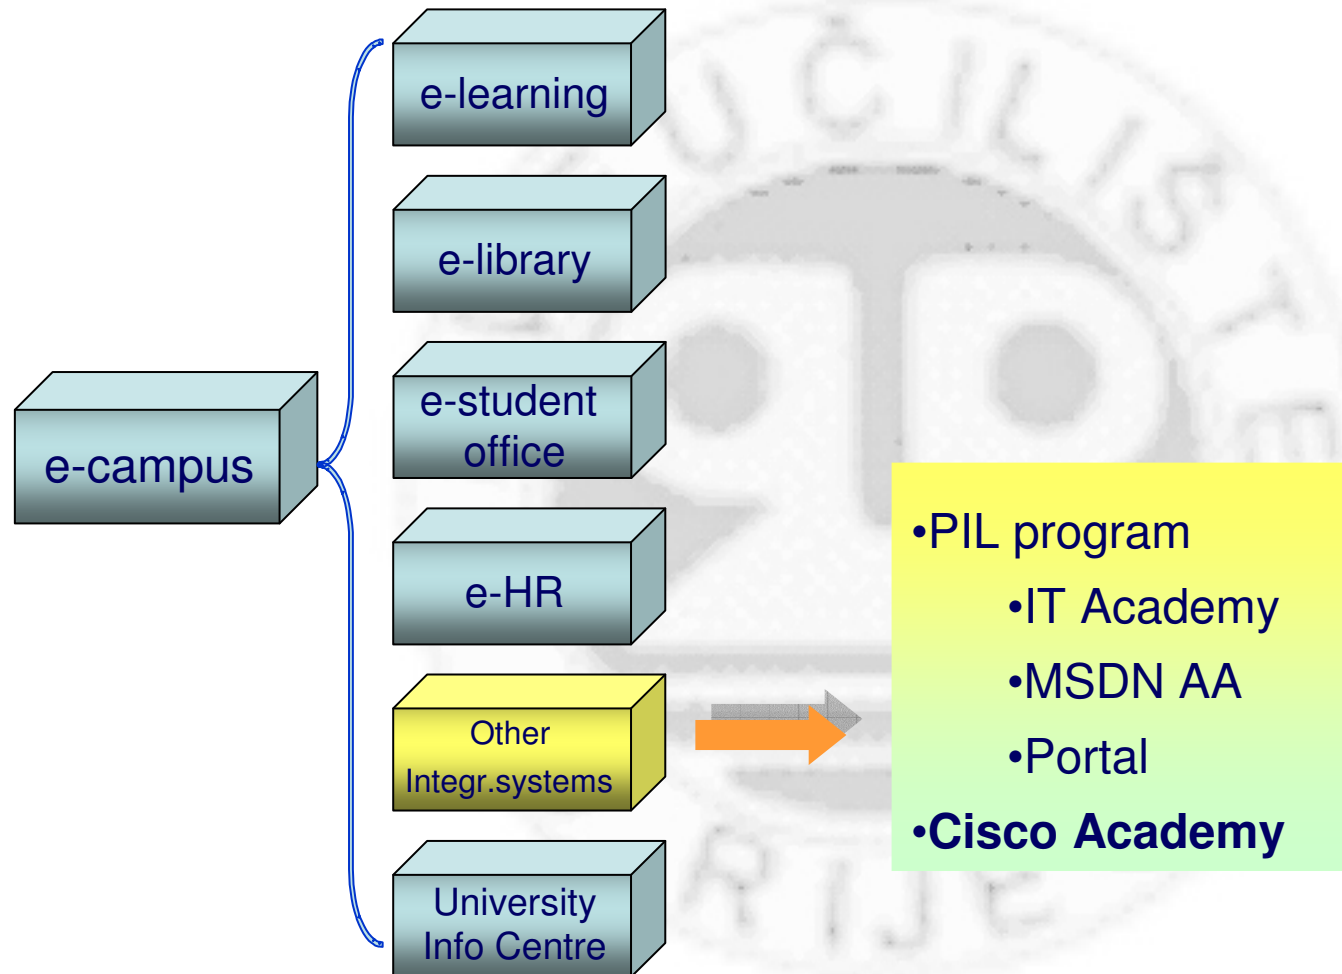 e-learning
e-library
e-student
office
e-campus
e-HR
Other
Integr.systems
University
Info Centre
•PIL program
•IT Academy
•MSDN AA
•Portal
•Cisco Academy